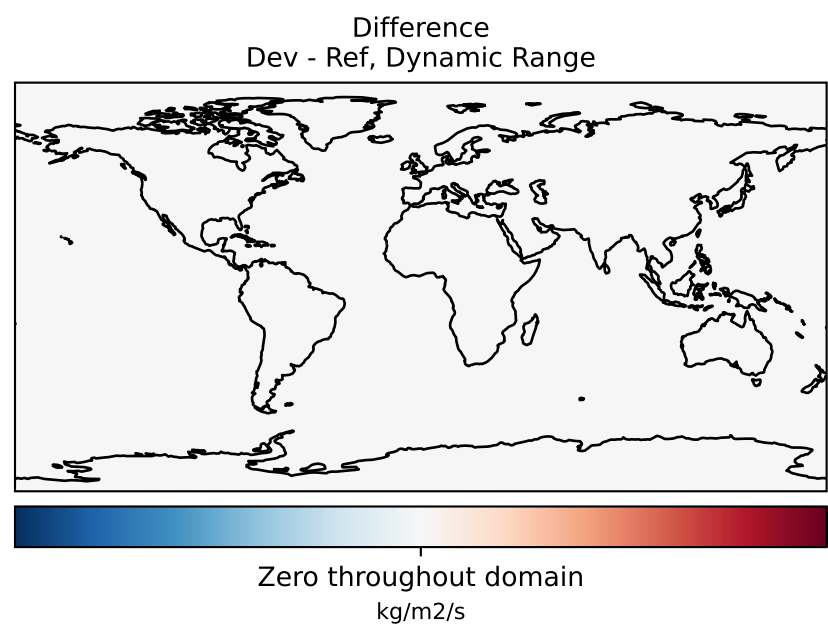 Difference
Dev - Ref, Dynamic Range
Zero throughout domain
kg/m2/s